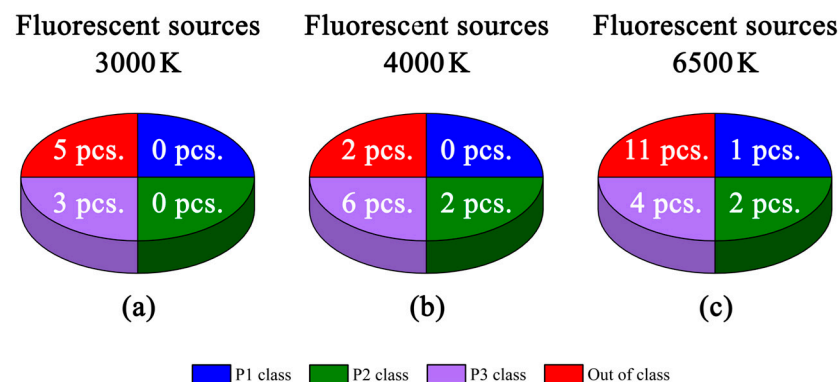 Fluorescent sources
3000 K
5 pcs. 0 pcs.
3 pcs. 0 pcs.
(a)
Fluorescent sources
4000 K
2 pcs. 0 pcs.
6 pcs. 2 pcs.
(b)
Fluorescent sources
6500 K
11 pcs. 1 pcs.
4 pcs. 2 pcs.
(c)
P1 class P2 class P3 class Out of class